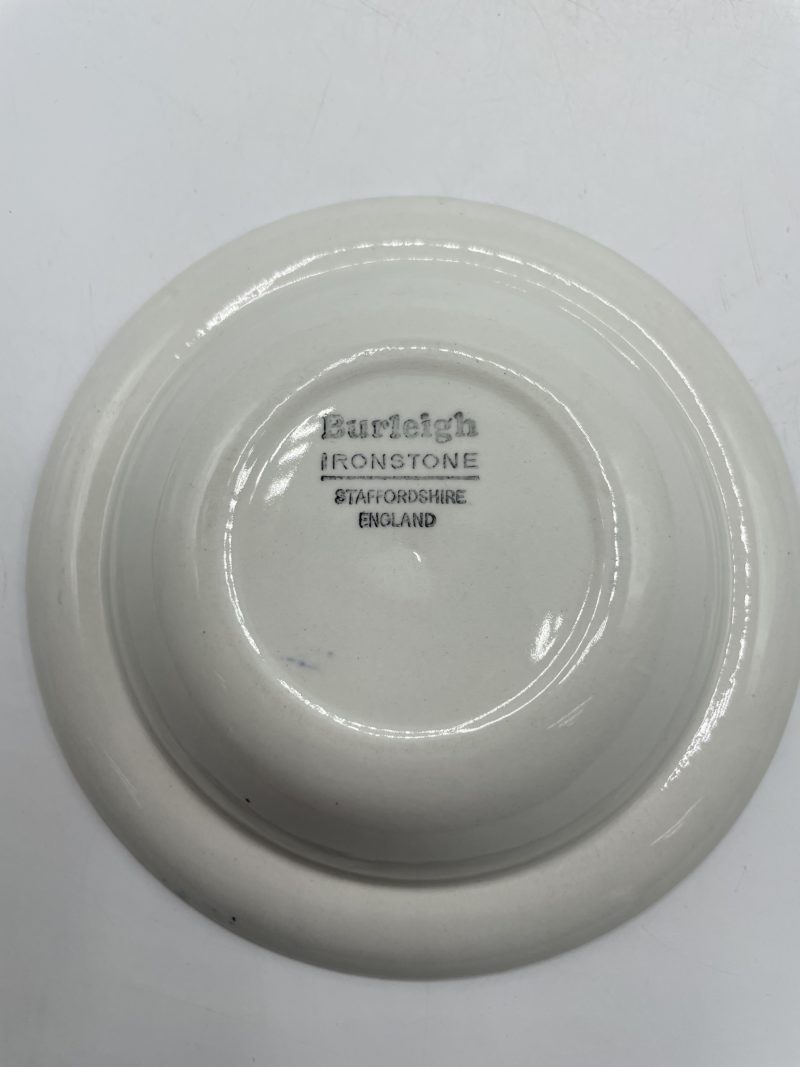 Burleigh
IRONSTONE
STAFFORDSHIRE
ENGLAND